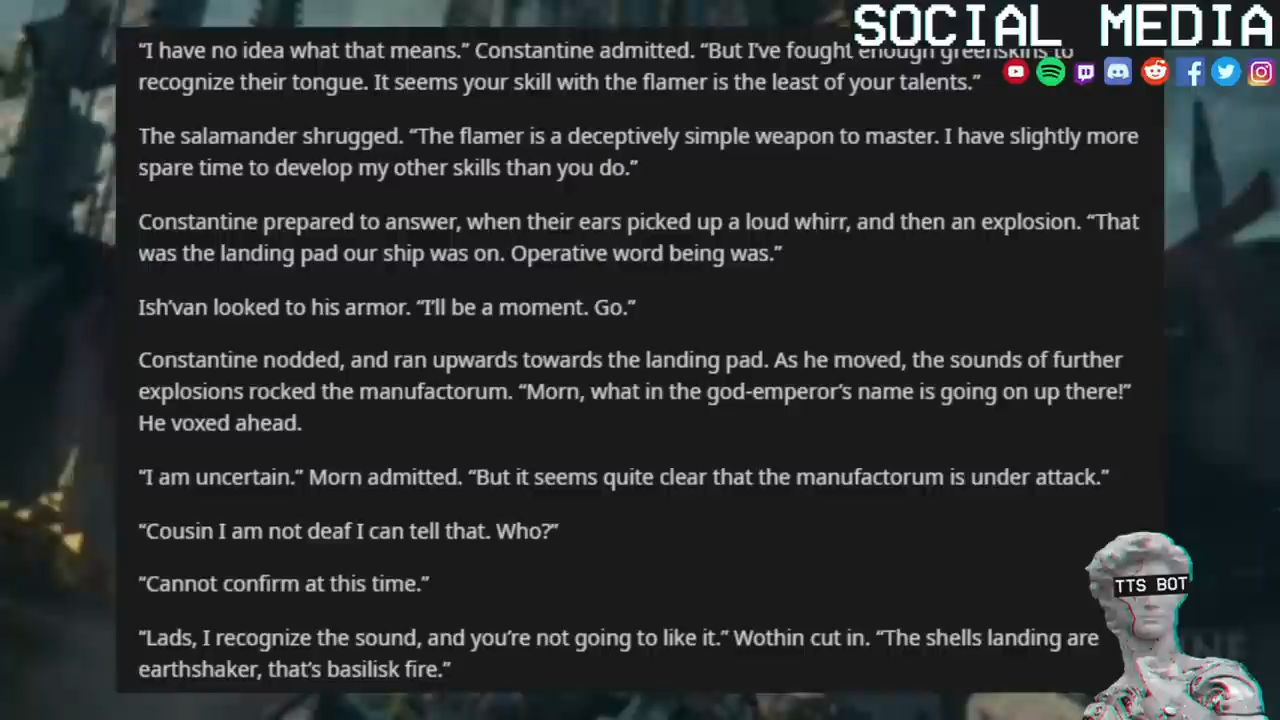 SOCIAL MEDIA
“I have no idea what that means.” Constantine admitted. “But I’ve fought enough greenskins to
recognize their tongue. It seems your skill with the flamer is the least of your talents.”
The salamander shrugged. “The flamer is a deceptively simple weapon to master. I have slightly more
spare time to develop my other skills than you do.”
Constantine prepared to answer, when their ears picked up a loud whirr, and then an explosion. “That
was the landing pad our ship was on. Operative word being was.”
Ish’van looked to his armor. “I’ll be a moment. Go.”
Constantine nodded, and ran upwards towards the landing pad. As he moved, the sounds of further
explosions rocked the manufactorum. “Morn, what in the god-emperor’s name is going on up there!”
He voxed ahead.
“I am uncertain.” Morn admitted. “But it seems quite clear that the manufactorum is under attack.”
“Cousin I am not deaf I can tell that. Who?”
“Cannot confirm at this time.”
“Lads, I recognize the sound, and you’re not going to like it.” Wothin cut in. “The shells landing are
earthshaker, that’s basilisk fire.”
TTS BOT